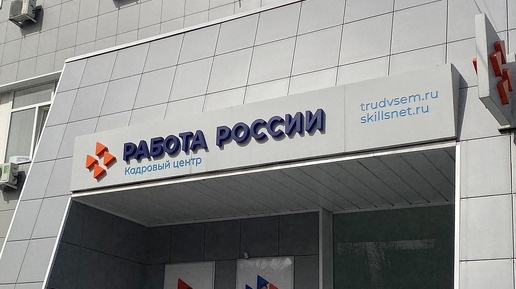 РАБОТА РОССИИ
Кадровый центр
trudvsem.ru
skillsnet.ru